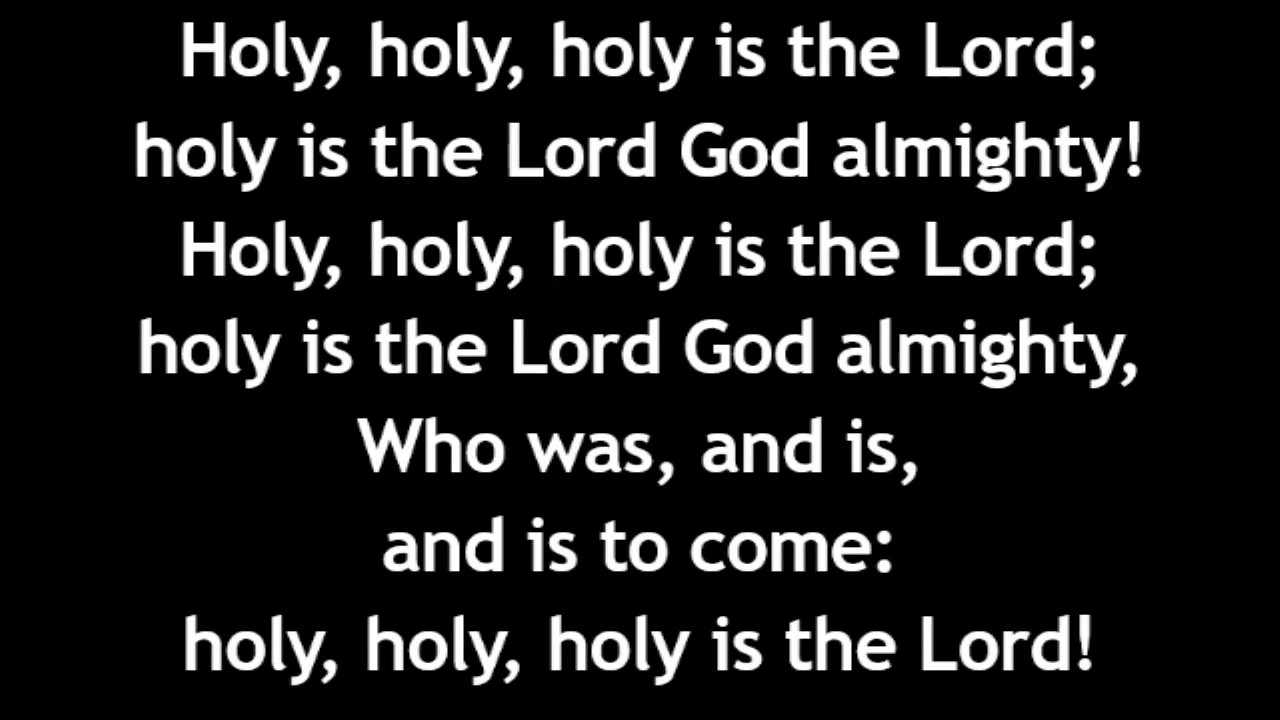 Holy, holy, holy is the Lord;
holy is the Lord God almighty!
Holy, holy, holy is the Lord;
holy is the Lord God almighty,
Who was, and is,
and is to come:
holy, holy, holy is the Lord!